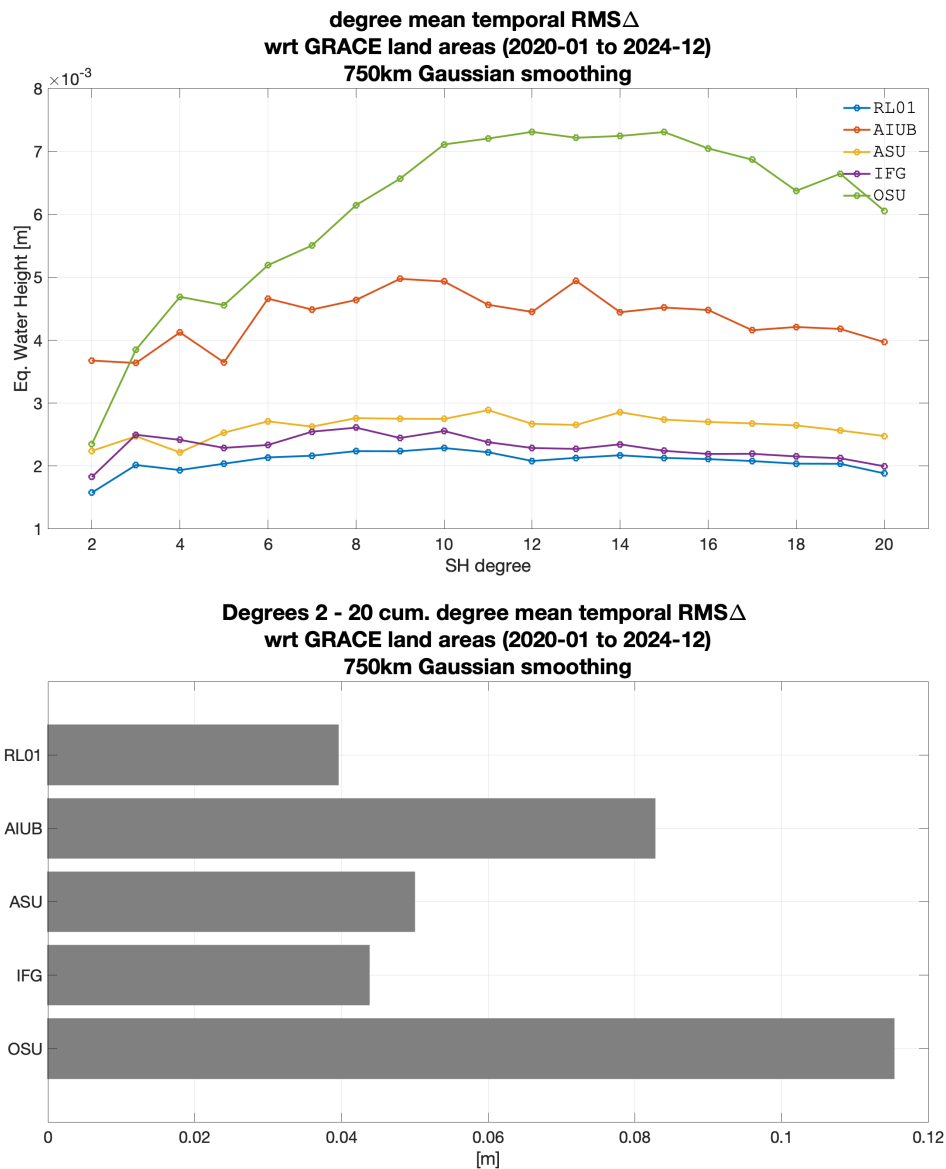 degree mean temporal RMSΔ
wrt GRACE land areas (2020-01 to 2024-12)
750km Gaussian smoothing
×10⁻³
8
7
6
5
4
3
2
1
Eq. Water Height [m]
RL01
AIUB
ASU
IFG
OSU
2 4 6 8 10 12 14 16 18 20
SH degree
Degrees 2 - 20 cum. degree mean temporal RMSΔ
wrt GRACE land areas (2020-01 to 2024-12)
750km Gaussian smoothing
RL01
AIUB
ASU
IFG
OSU
0 0.02 0.04 0.06 0.08 0.1 0.12
[m]